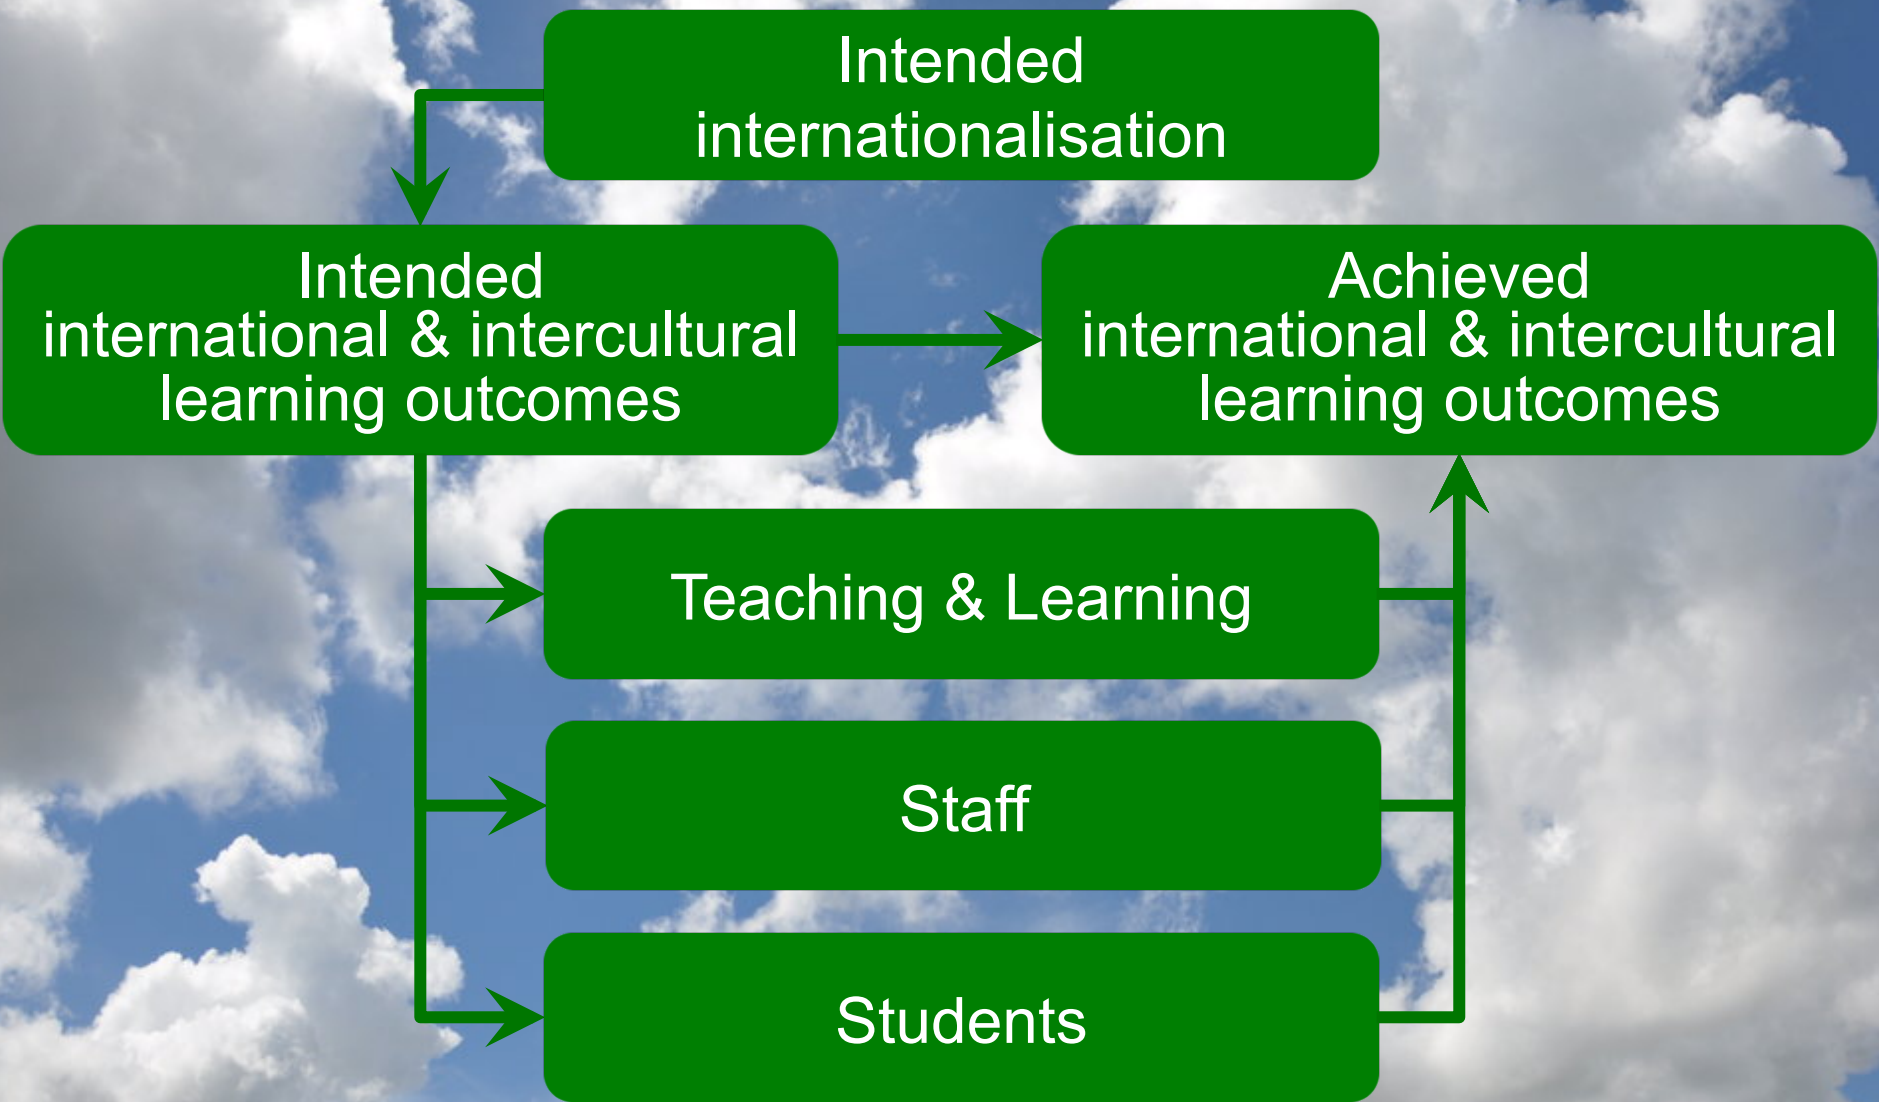 Intended
internationalisation
Intended
international & intercultural
learning outcomes
Achieved
international & intercultural
learning outcomes
Teaching & Learning
Staff
Students